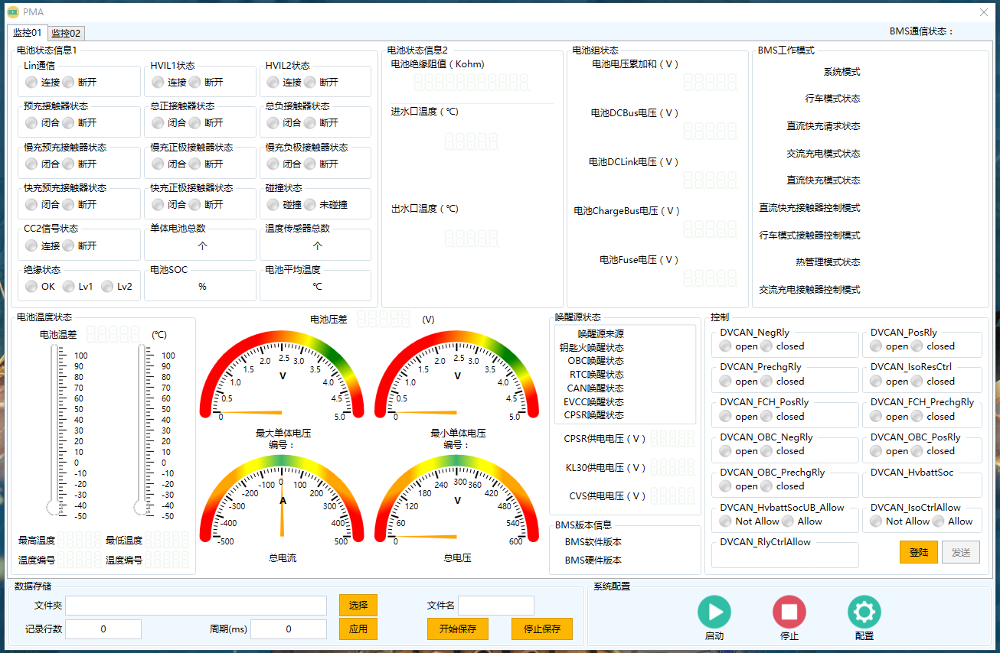 PMA
监控01 监控02
BMS通信状态：
电池状态信息1
Lin通信 HVIL1状态 HVIL2状态
连接 断开 连接 断开 连接 断开
预充接触器状态 总正接触器状态 总负接触器状态
闭合 断开 闭合 断开 闭合 断开
慢充预充接触器状态 慢充正极接触器状态 慢充负极接触器状态
闭合 断开 闭合 断开 闭合 断开
快充预充接触器状态 快充正极接触器状态 碰撞状态
闭合 断开 闭合 断开 碰撞 未碰撞
CC2信号状态 单体电池总数 温度传感器总数
连接 断开 个 个
绝缘状态 电池SOC 电池平均温度
OK Lv1 Lv2 % ℃
电池状态信息2
电池绝缘阻值（Kohm)
进水口温度（℃)
出水口温度（℃)
电池组状态
电池电压累加和（V）
电池DCBus电压（V）
电池DCLink电压（V）
电池ChargeBus电压（V）
电池Fuse电压（V）
BMS工作模式
系统模式
行车模式状态
直流快充请求状态
交流充电模式状态
直流快充模式状态
直流快充接触器控制模式
行车模式接触器控制模式
热管理模式状态
交流充电接触器控制模式
电池温度状态
电池温差 (℃)
100 100
90 90
80 80
70 70
60 60
50 50
40 40
30 30
20 20
10 10
0 0
-10 -10
-20 -20
-30 -30
-40 -40
-50 -50
最高温度 最低温度
温度编号 温度编号
电池压差 (V)
0 0.5 1.0 1.5 2.0 2.5 3.0 3.5 4.0 4.5 5.0
V
最大单体电压
编号：
0 0.5 1.0 1.5 2.0 2.5 3.0 3.5 4.0 4.5 5.0
V
最小单体电压
编号：
-500 -400 -300 -200 -100 0 100 200 300 400 500
A
总电流
0 60 120 180 240 300 360 420 480 540 600
V
总电压
唤醒源状态
唤醒源来源
钥匙火唤醒状态
OBC唤醒状态
RTC唤醒状态
CAN唤醒状态
EVCC唤醒状态
CPSR唤醒状态
CPSR供电电压（V）
KL30供电电压（V）
CVS供电电压（V）
BMS版本信息
BMS软件版本
BMS硬件版本
控制
DVCAN_NegRly DVCAN_PosRly
open closed open closed
DVCAN_PrechgRly DVCAN_IsoResCtrl
open closed open closed
DVCAN_FCH_PosRly DVCAN_FCH_PrechgRly
open closed open closed
DVCAN_OBC_NegRly DVCAN_OBC_PosRly
open closed open closed
DVCAN_OBC_PrechgRly DVCAN_HvbattSoc
open closed
DVCAN_HvbattSocUB_Allow DVCAN_IsoCtrlAllow
Not Allow Allow Not Allow Allow
DVCAN_RlyCtrlAllow
登陆 发送
数据存储
文件夹 选择 文件名
记录行数 0 周期(ms) 0 应用 开始保存 停止保存
系统配置
启动 停止 配置